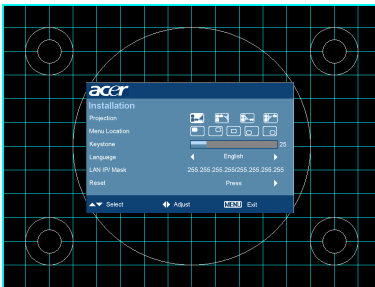 acer
Installation
Projection
Menu Location
Keystone 25
Language English
LAN IP/ Mask 255.255.255.255/255.255.255.255
Reset Press
Select Adjust MENU Exit